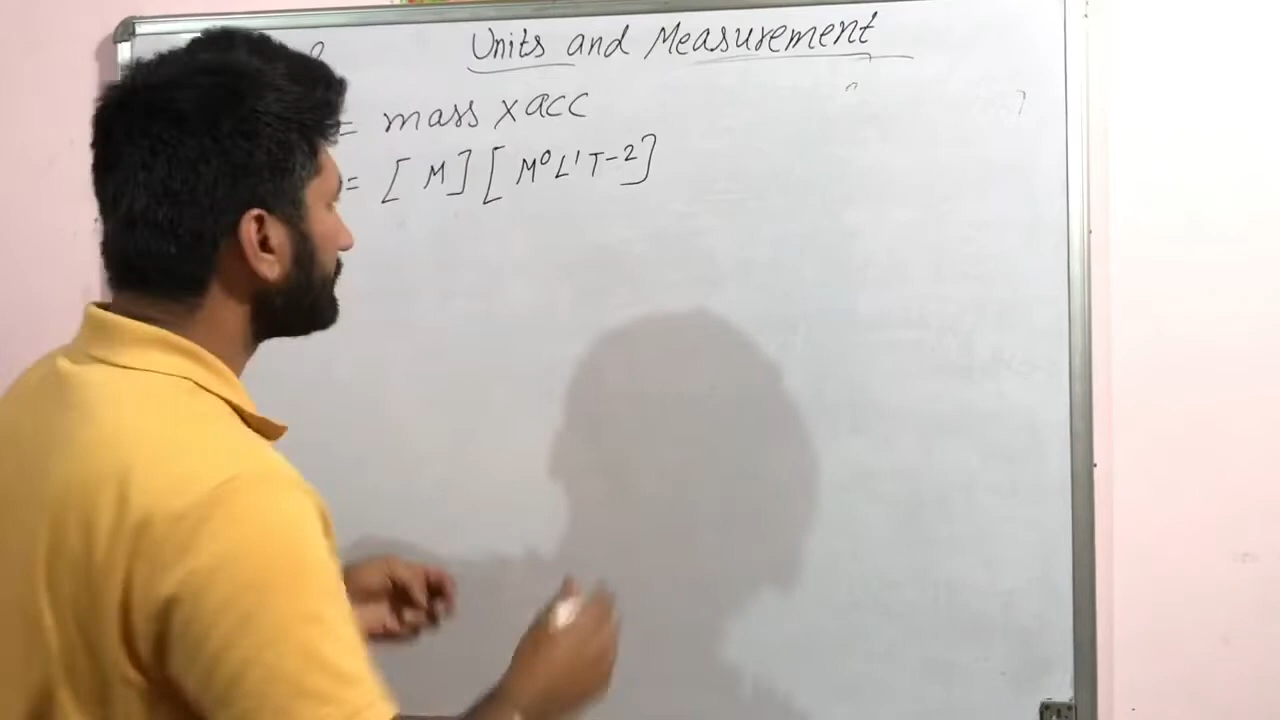 Units and Measurement
= mass x acc
= [M] [M⁰L¹T-2]